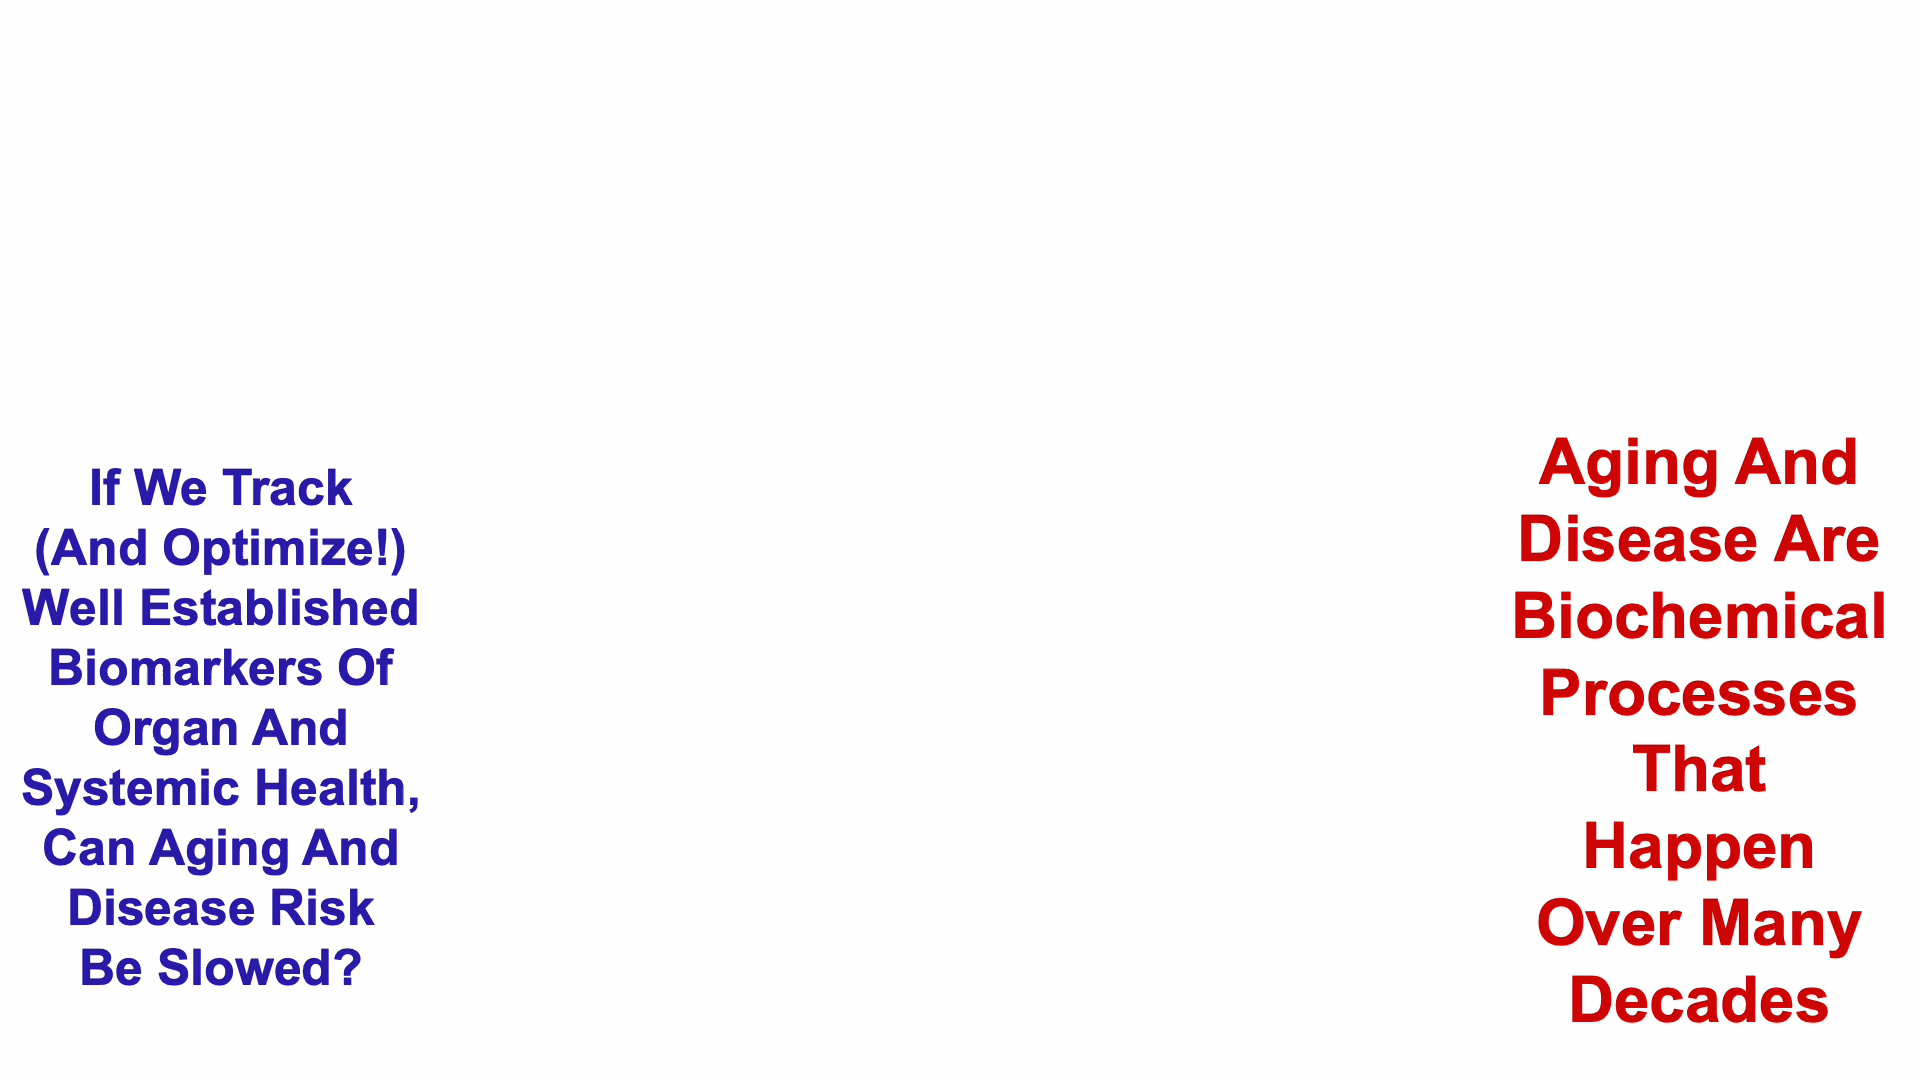 If We Track
(And Optimize!)
Well Established
Biomarkers Of
Organ And
Systemic Health,
Can Aging And
Disease Risk
Be Slowed?
Aging And
Disease Are
Biochemical
Processes
That
Happen
Over Many
Decades